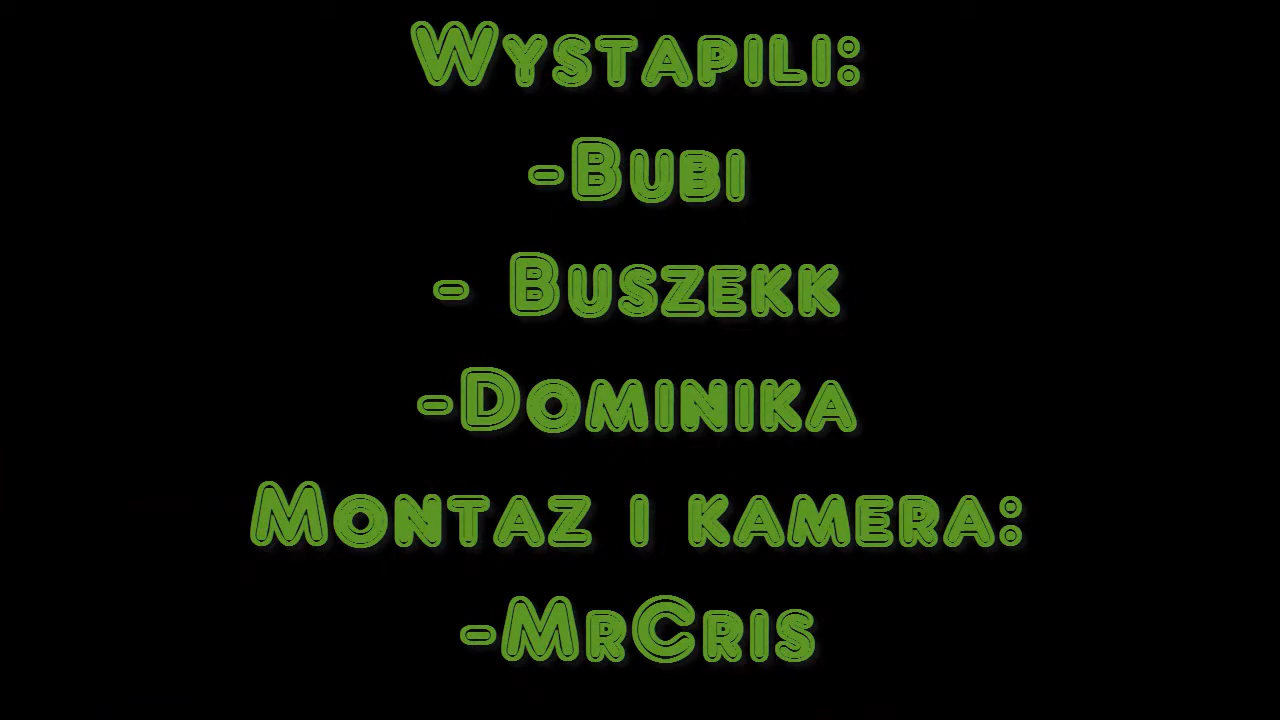 Wystapili:
-Bubi
- Buszekk
-Dominika
Montaz i kamera:
-MrCris